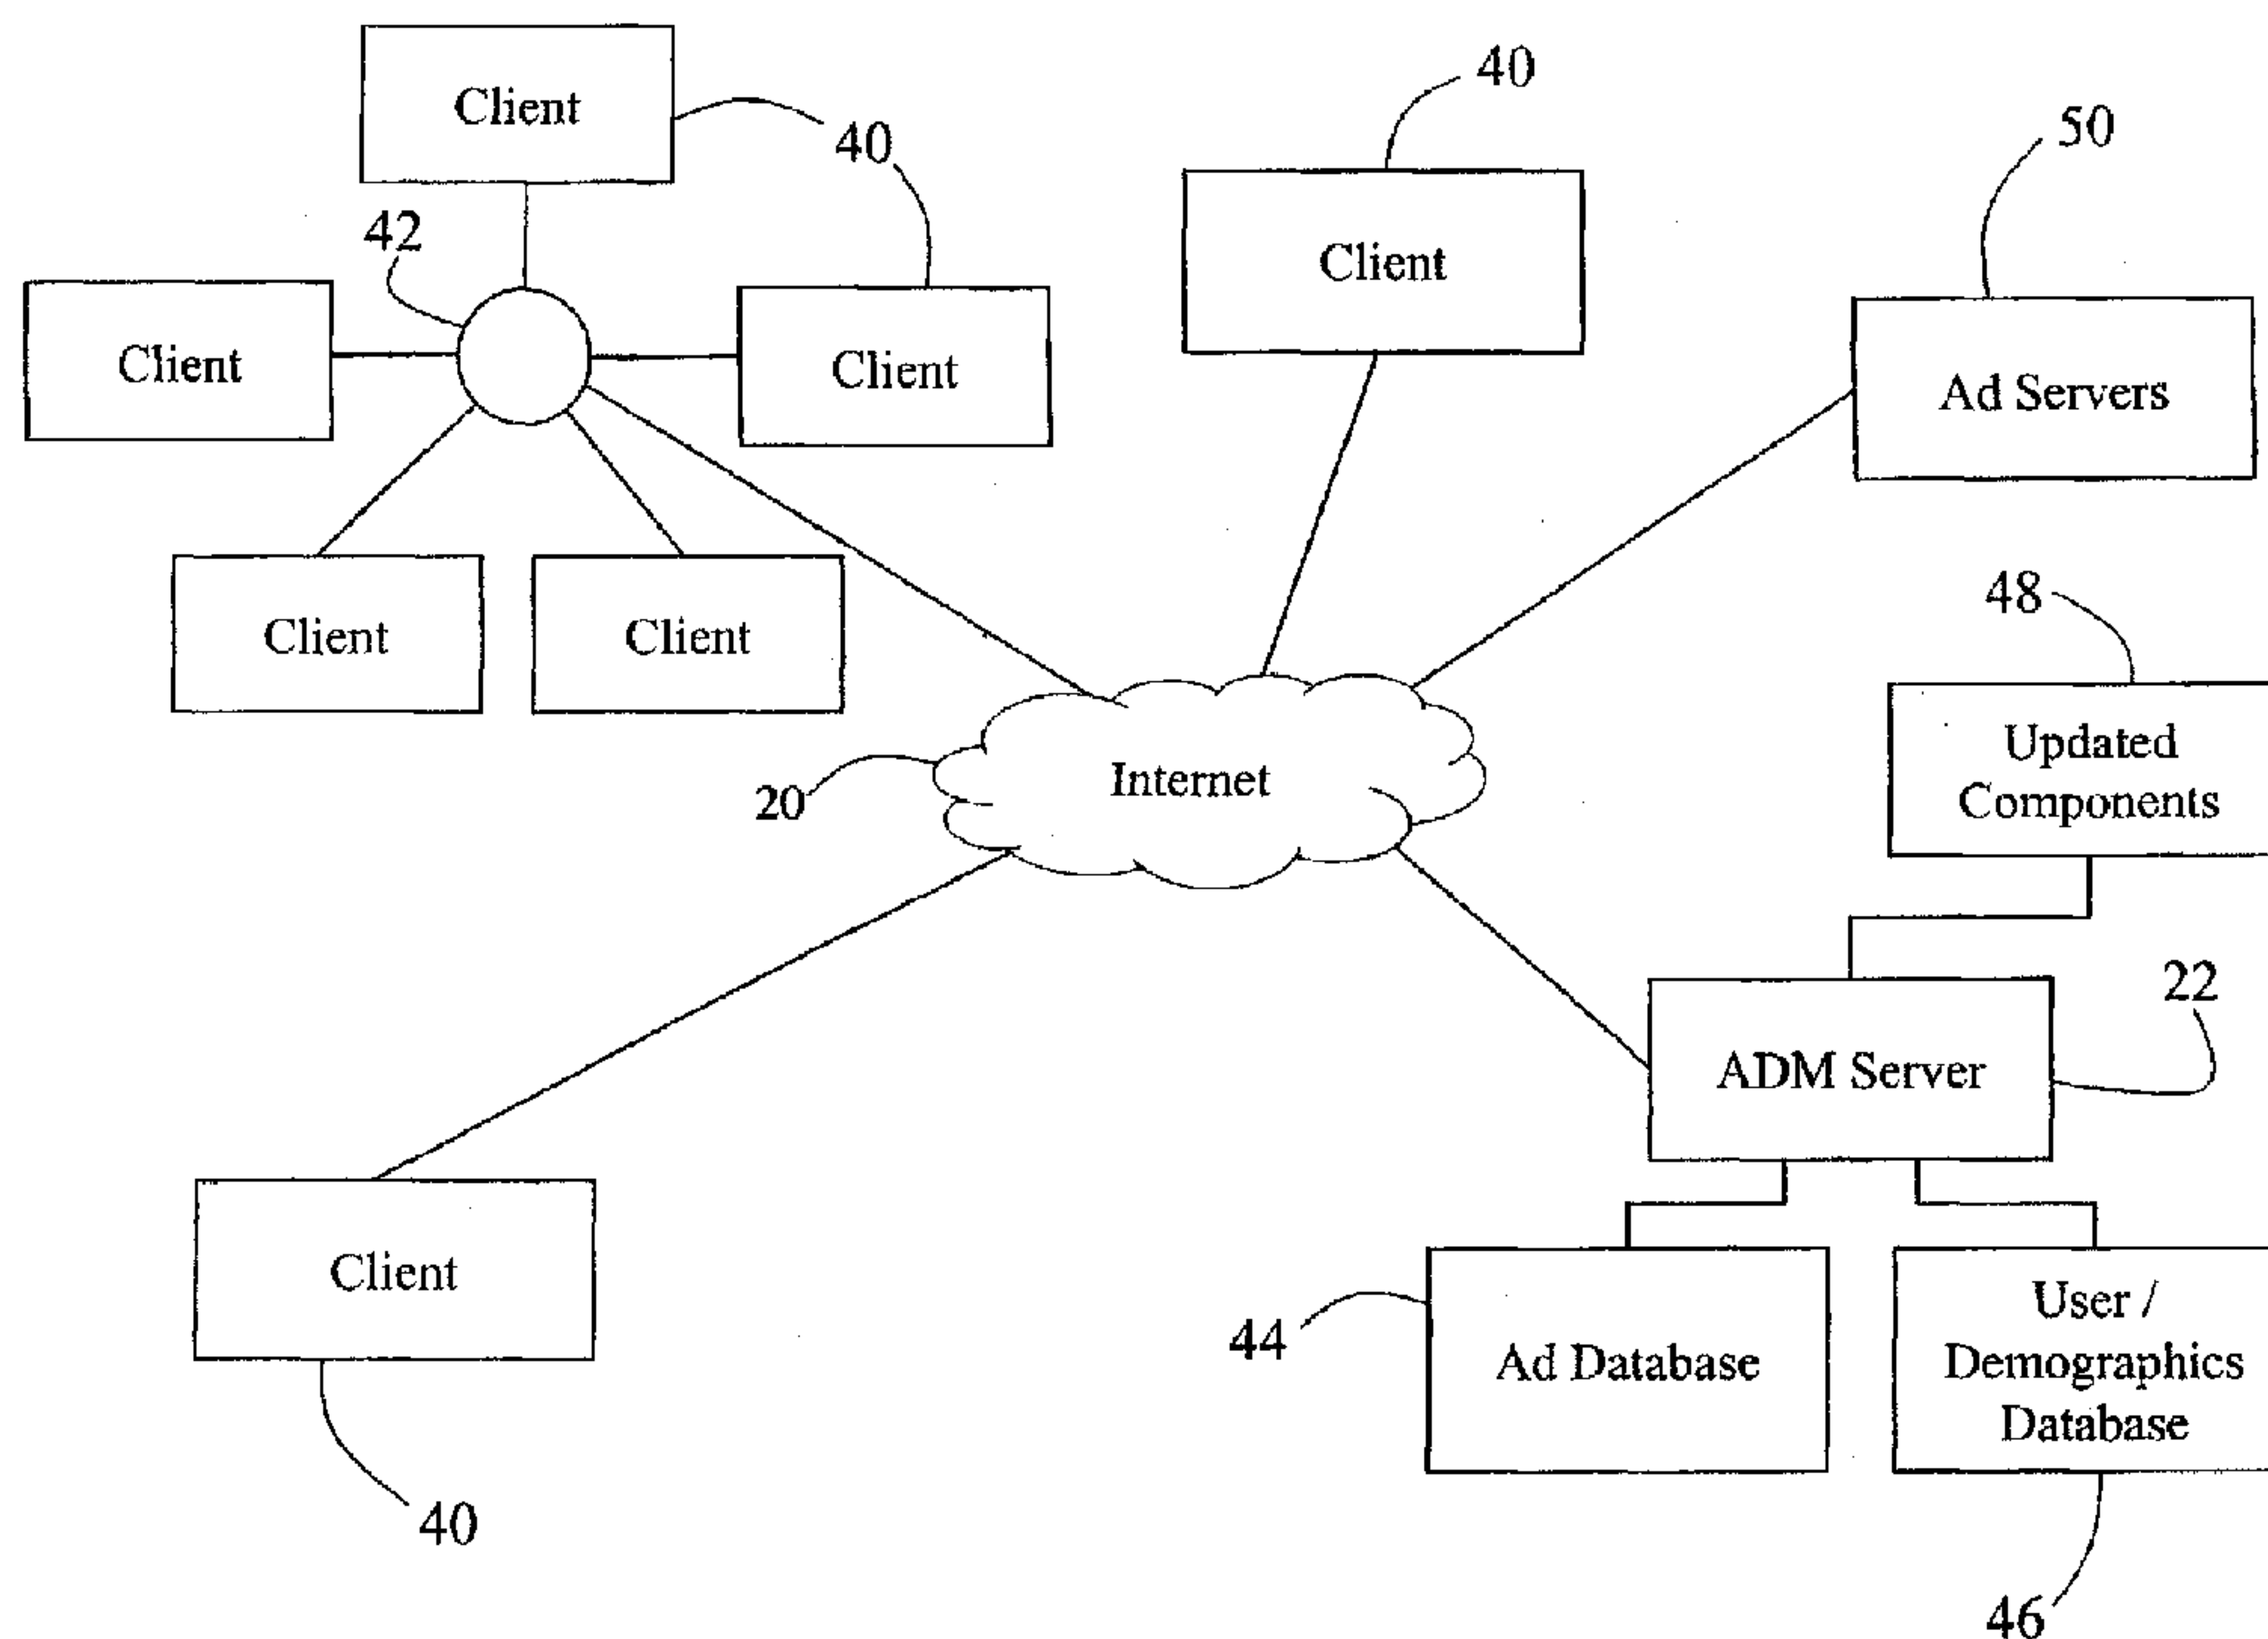 Client
40
40
50
42
Client
Client
Client
Ad Servers
Client
Client
48
Updated
Components
Internet
20
22
ADM Server
Client
44
Ad Database
User /
Demographics
Database
40
46